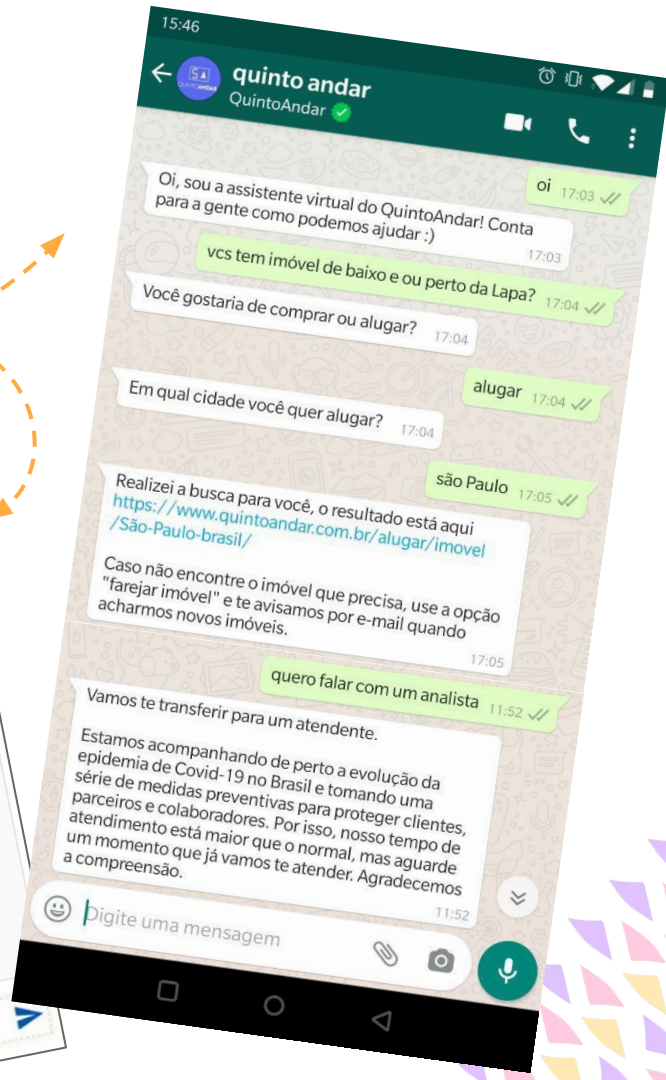 15:46
quinto andar
QuintoAndar
oi 17:03
Oi, sou a assistente virtual do QuintoAndar! Conta
para a gente como podemos ajudar :)
17:03
vcs tem imóvel de baixo e ou perto da Lapa? 17:04
Você gostaria de comprar ou alugar? 17:04
alugar 17:04
Em qual cidade você quer alugar? 17:04
são Paulo 17:05
Realizei a busca para você, o resultado está aqui
https://www.quintoandar.com.br/alugar/imovel
/São-Paulo-brasil/
Caso não encontre o imóvel que precisa, use a opção
"farejar imóvel" e te avisamos por e-mail quando
acharmos novos imóveis.
17:05
quero falar com um analista 11:52
Vamos te transferir para um atendente.
Estamos acompanhando de perto a evolução da
epidemia de Covid-19 no Brasil e tomando uma
série de medidas preventivas para proteger clientes,
parceiros e colaboradores. Por isso, nosso tempo de
atendimento está maior que o normal, mas aguarde
um momento que já vamos te atender. Agradecemos
a compreensão.
11:52
Digite uma mensagem